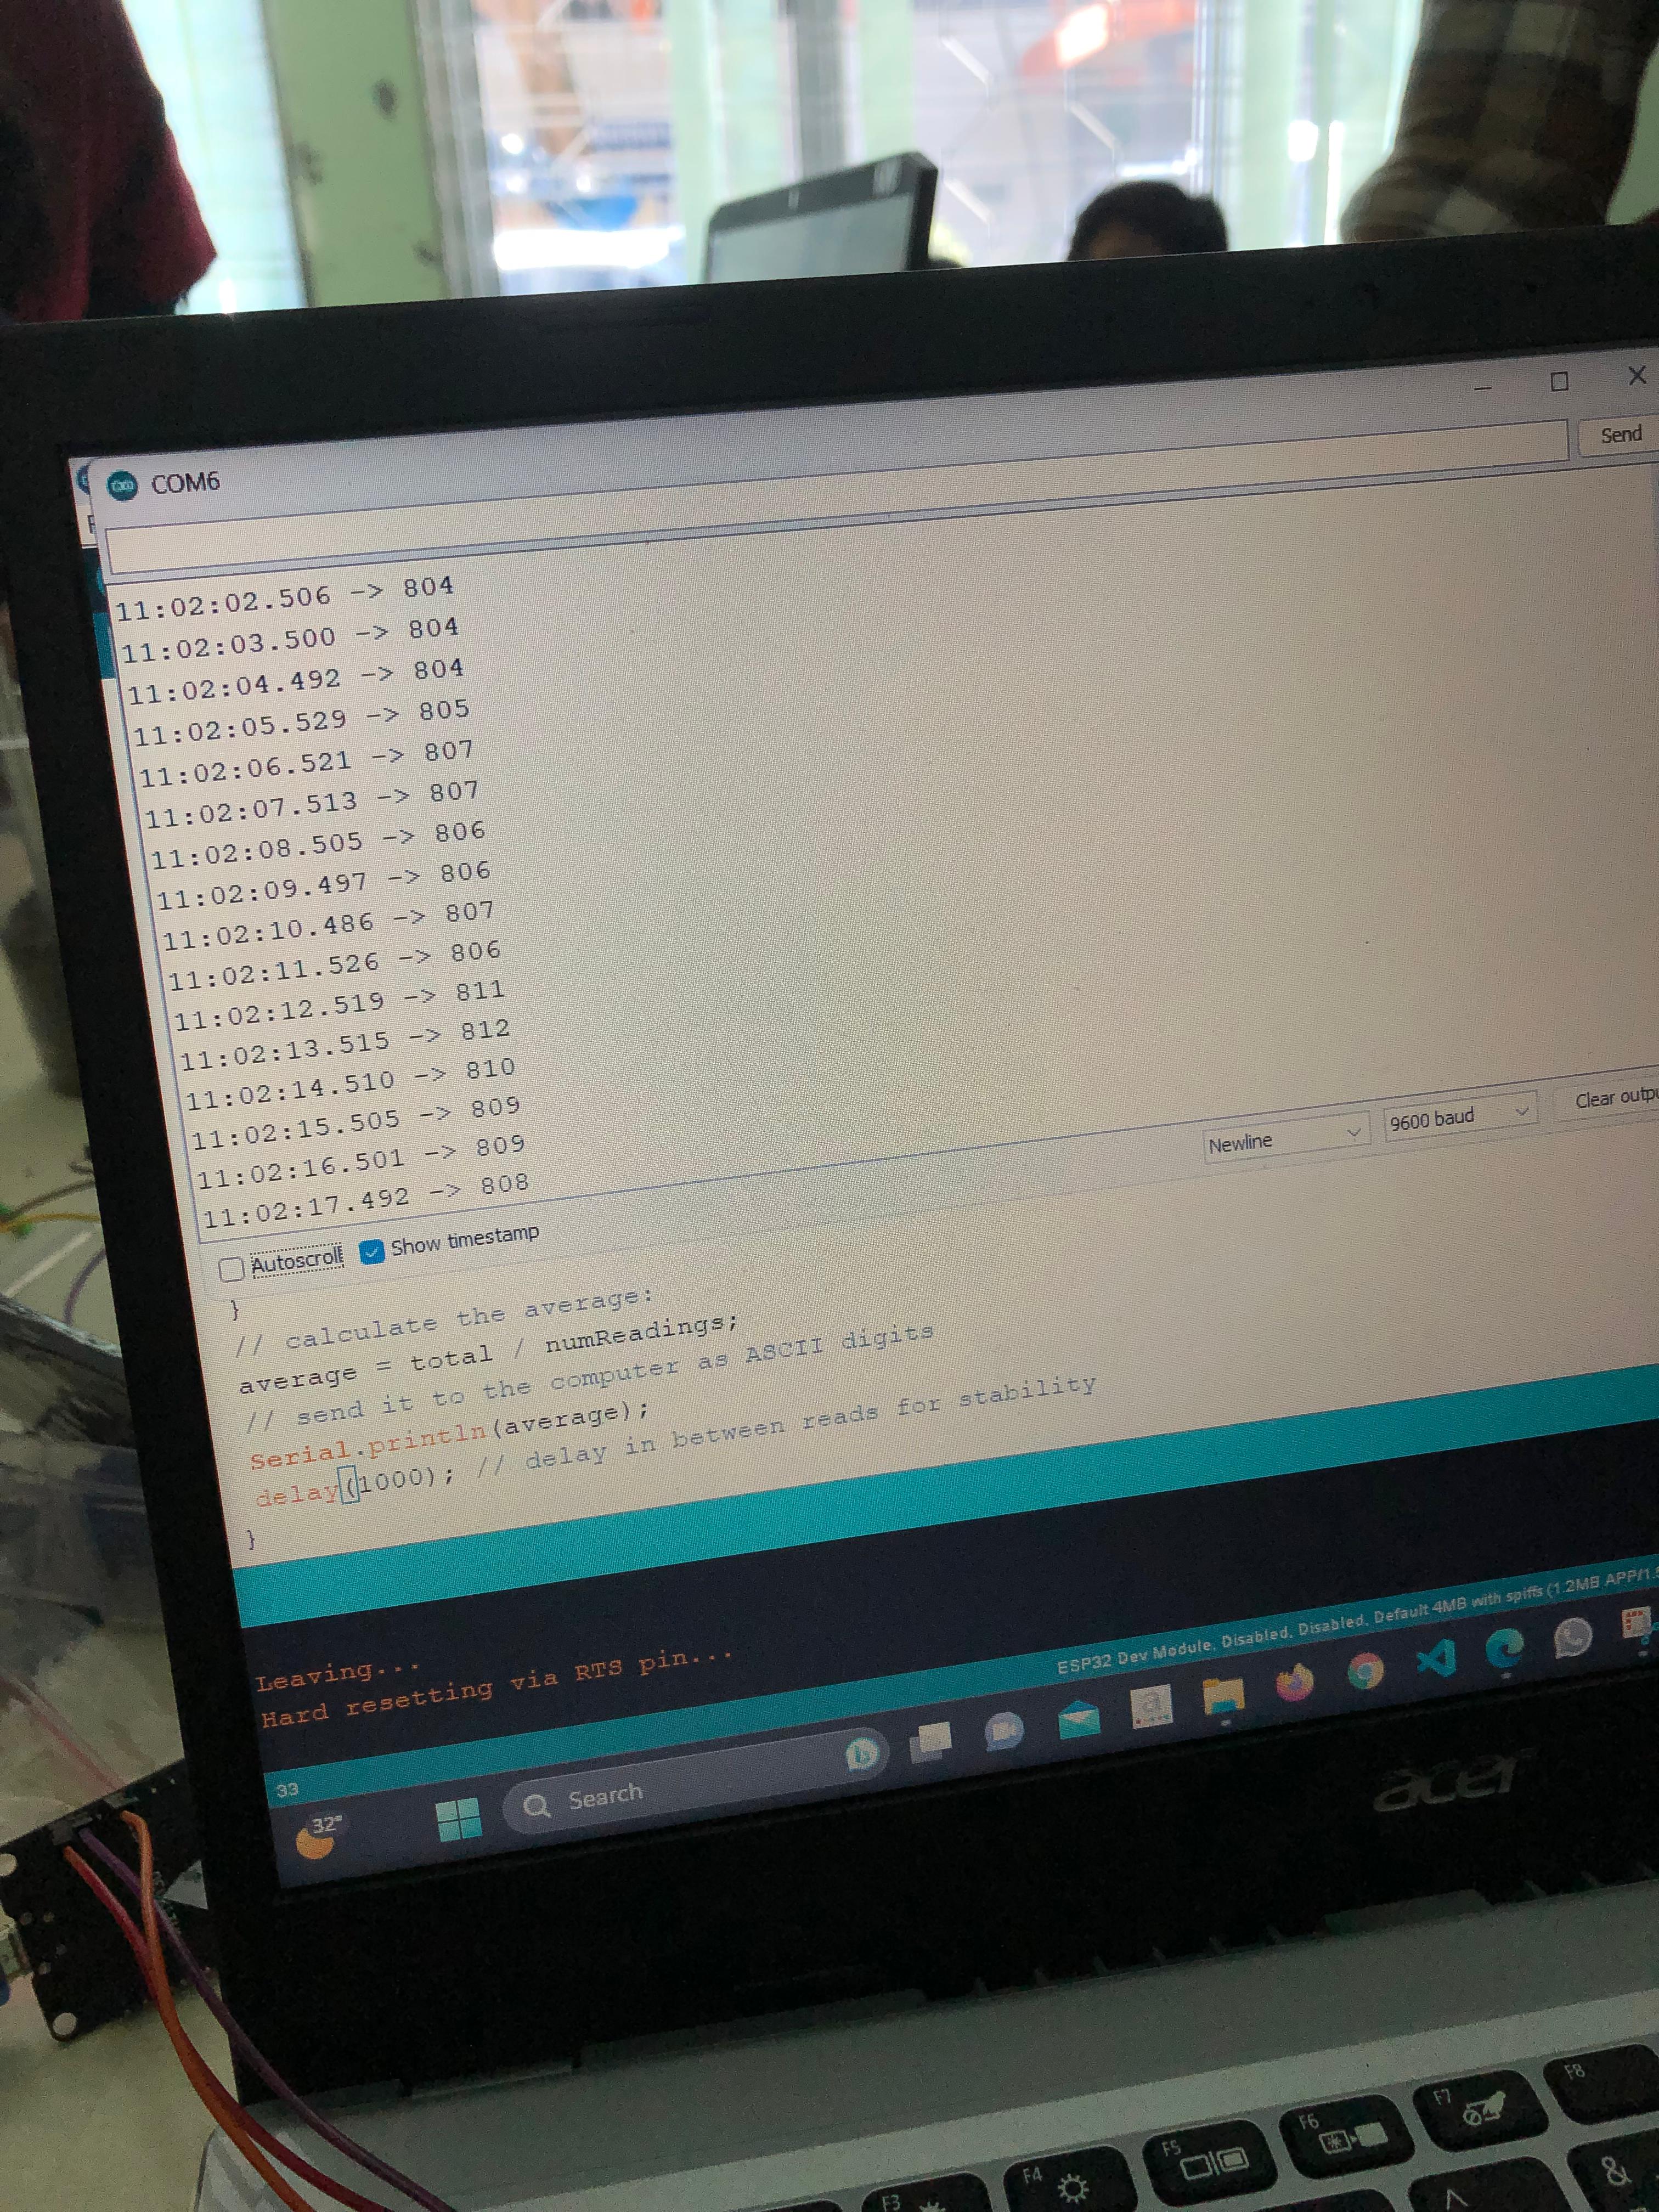 COM6
Send
11:02:02.506 -> 804
11:02:03.500 -> 804
11:02:04.492 -> 804
11:02:05.529 -> 805
11:02:06.521 -> 807
11:02:07.513 -> 807
11:02:08.505 -> 806
11:02:09.497 -> 806
11:02:10.486 -> 807
11:02:11.526 -> 806
11:02:12.519 -> 811
11:02:13.515 -> 812
11:02:14.510 -> 810
11:02:15.505 -> 809
11:02:16.501 -> 809
11:02:17.492 -> 808
Autoscroll Show timestamp Newline 9600 baud Clear outpu
}
// calculate the average:
average = total / numReadings;
// send it to the computer as ASCII digits
Serial.println(average);
delay(1000); // delay in between reads for stability
}
Leaving...
Hard resetting via RTS pin...
33
ESP32 Dev Module, Disabled, Disabled, Default 4MB with spiffs (1.2MB APP/1.5
32°
Search
acer
F3 F4 F5 F6 F7 F8
^ &